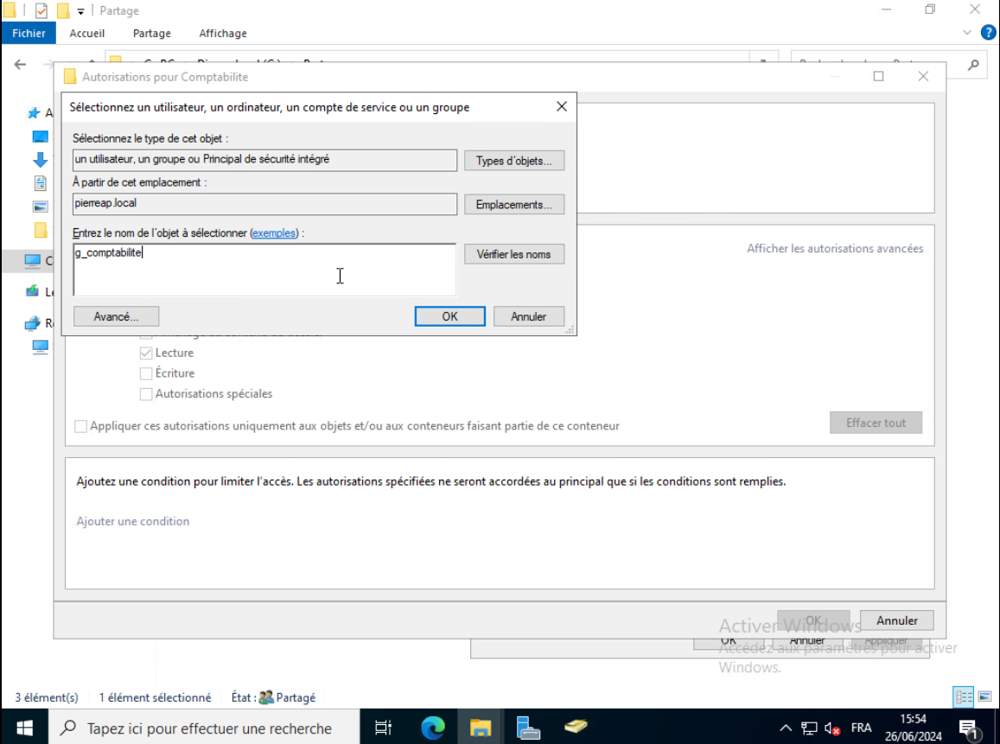 Partage
Fichier Accueil Partage Affichage
Autorisations pour Comptabilite
Sélectionnez un utilisateur, un ordinateur, un compte de service ou un groupe
Sélectionnez le type de cet objet :
un utilisateur, un groupe ou Principal de sécurité intégré Types d'objets...
À partir de cet emplacement :
pierreap.local Emplacements...
Entrez le nom de l'objet à sélectionner (exemples) :
Afficher les autorisations avancées
g_comptabilite Vérifier les noms
Avancé... OK Annuler
Lecture
Écriture
Autorisations spéciales
Appliquer ces autorisations uniquement aux objets et/ou aux conteneurs faisant partie de ce conteneur Effacer tout
Ajoutez une condition pour limiter l'accès. Les autorisations spécifiées ne seront accordées au principal que si les conditions sont remplies.
Ajouter une condition
OK Annuler
Activer Windows
OK Annuler Appliquer
Accédez aux paramètres pour activer
Windows.
3 élément(s) 1 élément sélectionné État : Partagé
Tapez ici pour effectuer une recherche FRA 15:54
26/06/2024 1